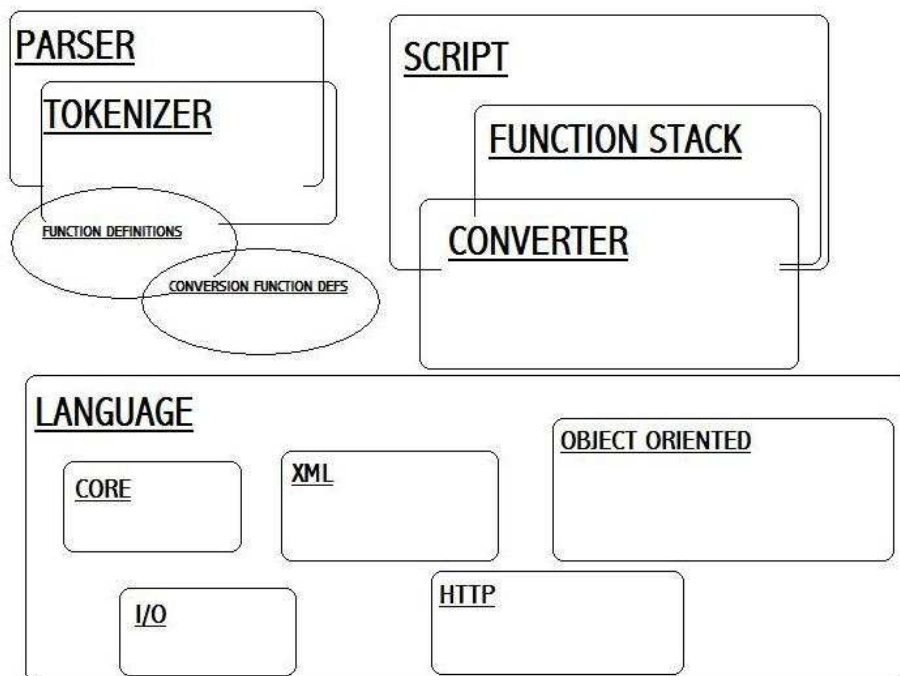 PARSER
TOKENIZER
FUNCTION DEFINITIONS
CONVERSION FUNCTION DEFS
SCRIPT
FUNCTION STACK
CONVERTER
LANGUAGE
CORE
XML
OBJECT ORIENTED
I/O
HTTP